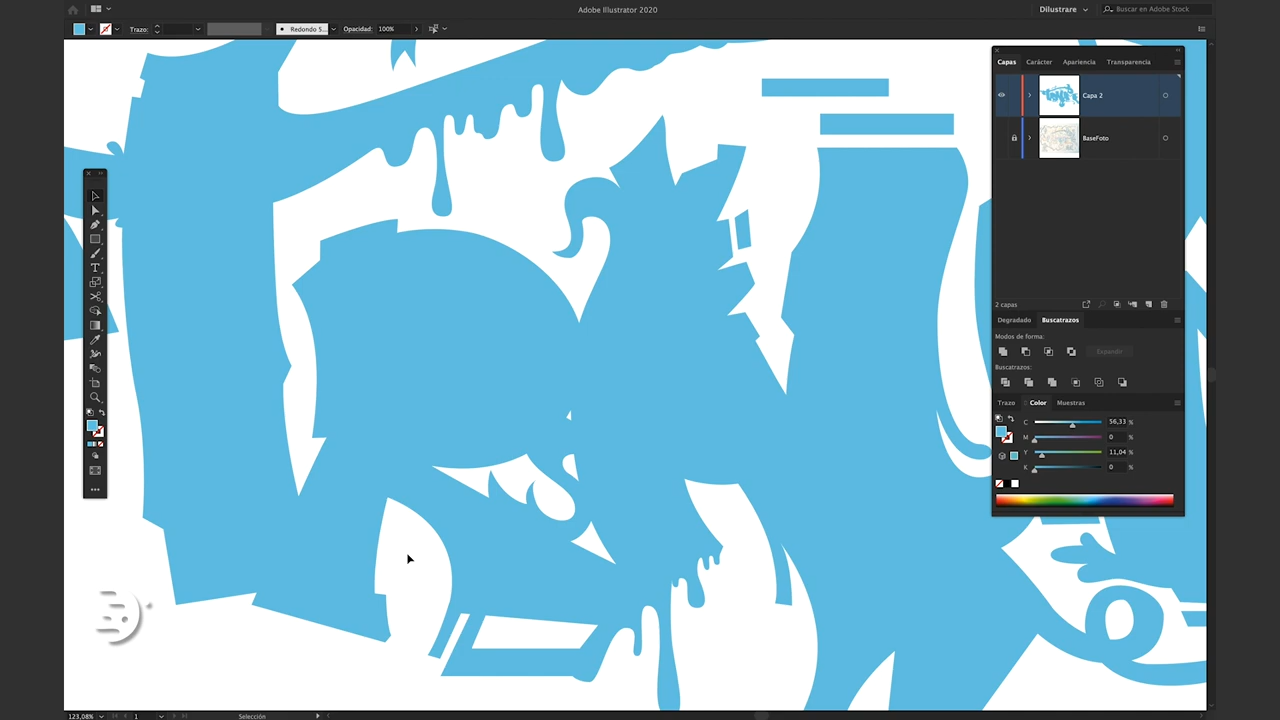 Adobe Illustrator 2020
Dilustrare
Buscar en Adobe Stock
Trazo:
Redondo 5...
Opacidad:
100%
Capas
Carácter
Apariencia
Transparencia
Capa 2
BaseFoto
2 capas
Degradado
Buscatrazos
Modos de forma:
Expandir
Buscatrazos:
Trazo
Color
Muestras
C
56,33
%
M
0
%
Y
11,04
%
K
0
%
123,08%
1
Selección